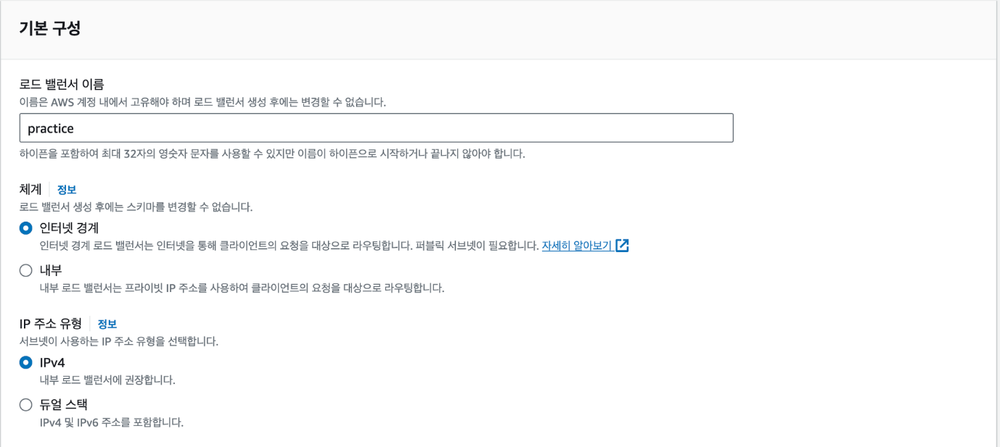 기본 구성
로드 밸런서 이름
이름은 AWS 계정 내에서 고유해야 하며 로드 밸런서 생성 후에는 변경할 수 없습니다.
practice
하이픈을 포함하여 최대 32자의 영숫자 문자를 사용할 수 있지만 이름이 하이픈으로 시작하거나 끝나지 않아야 합니다.
체계 정보
로드 밸런서 생성 후에는 스키마를 변경할 수 없습니다.
인터넷 경계
인터넷 경계 로드 밸런서는 인터넷을 통해 클라이언트의 요청을 대상으로 라우팅합니다. 퍼블릭 서브넷이 필요합니다. 자세히 알아보기
내부
내부 로드 밸런서는 프라이빗 IP 주소를 사용하여 클라이언트의 요청을 대상으로 라우팅합니다.
IP 주소 유형 정보
서브넷이 사용하는 IP 주소 유형을 선택합니다.
IPv4
내부 로드 밸런서에 권장합니다.
듀얼 스택
IPv4 및 IPv6 주소를 포함합니다.